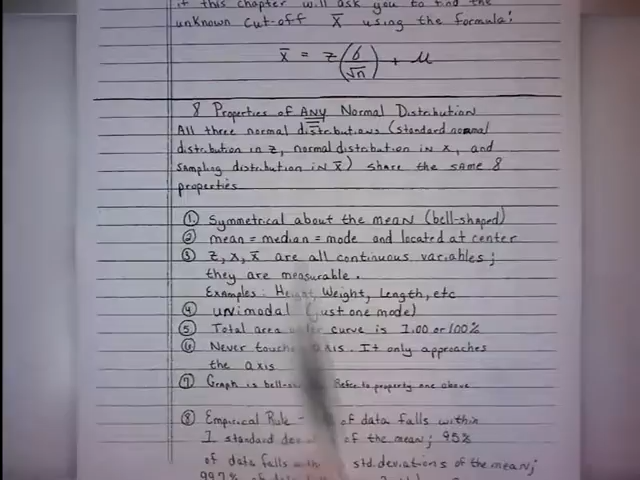 if this chapter will ask you to find the
unknown cut-off X̄ using the formula:
X̄ = z(σ/√n) + μ
8 Properties of ANY Normal Distribution
All three normal distributions (standard normal
distribution in z, normal distribution in x, and
sampling distribution in X̄) share the same 8
properties
① Symmetrical about the mean (bell-shaped)
② mean = median = mode and located at center
③ z, x, X̄ are all continuous variables;
they are measurable.
Examples: Height, Weight, Length, etc
④ unimodal (just one mode)
⑤ Total area curve is 1.00 or 100%
⑥ Never axis. It only approaches
the axis
⑦ Graph is Refer to property one above
⑧ Empirical Rule - of data falls within
1 standard of the mean; 95%
of data falls std. deviations of the mean;
99.7%